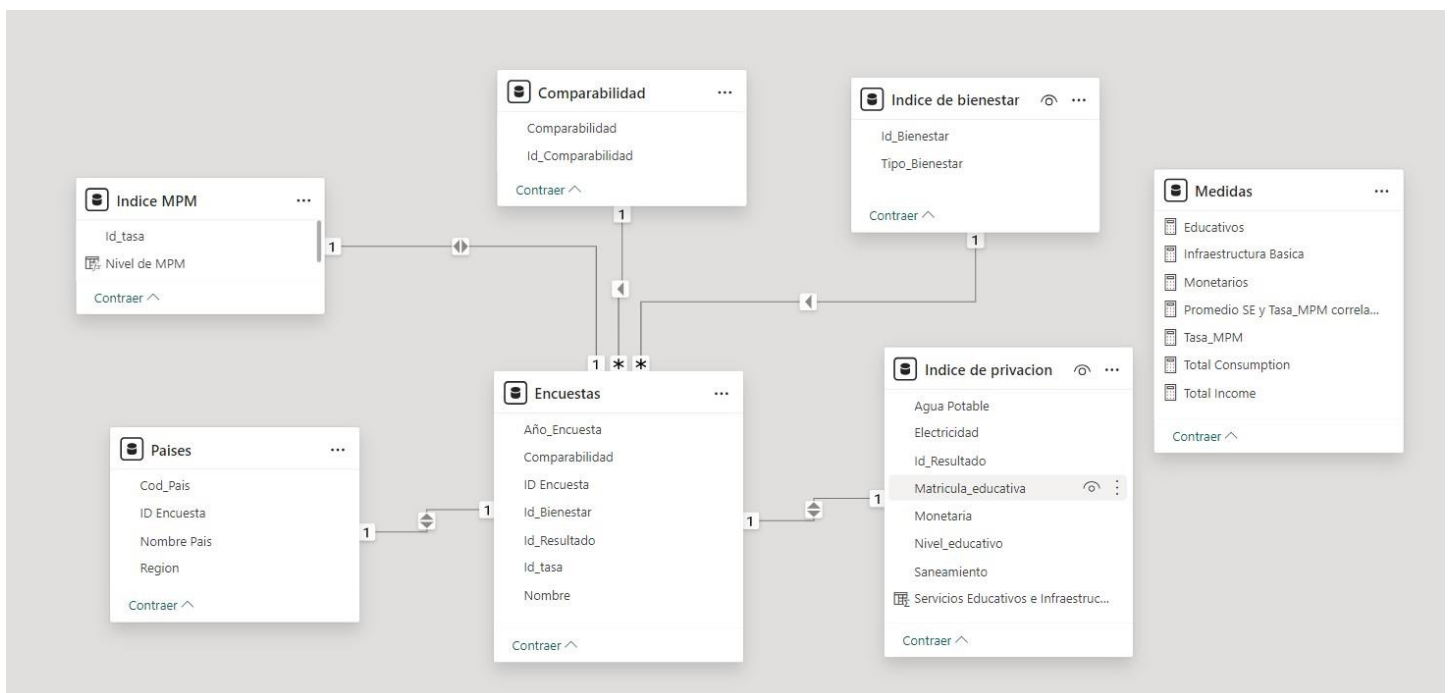 Comparabilidad
Comparabilidad
Id_Comparabilidad
Contraer
Indice de bienestar
Id_Bienestar
Tipo_Bienestar
Contraer
Indice MPM
Id_tasa
Nivel de MPM
Contraer
Medidas
Educativos
Infraestructura Basica
Monetarios
Promedio SE y Tasa_MPM correla...
Tasa_MPM
Total Consumption
Total Income
Contraer
1
1
1
1 * *
Encuestas
Año_Encuesta
Comparabilidad
ID Encuesta
Id_Bienestar
Id_Resultado
Id_tasa
Nombre
Contraer
Indice de privacion
Agua Potable
Electricidad
Id_Resultado
Matricula_educativa
Monetaria
Nivel_educativo
Saneamiento
Servicios Educativos e Infraestruc...
Contraer
Paises
Cod_Pais
ID Encuesta
Nombre Pais
Region
Contraer
1
1
1
1